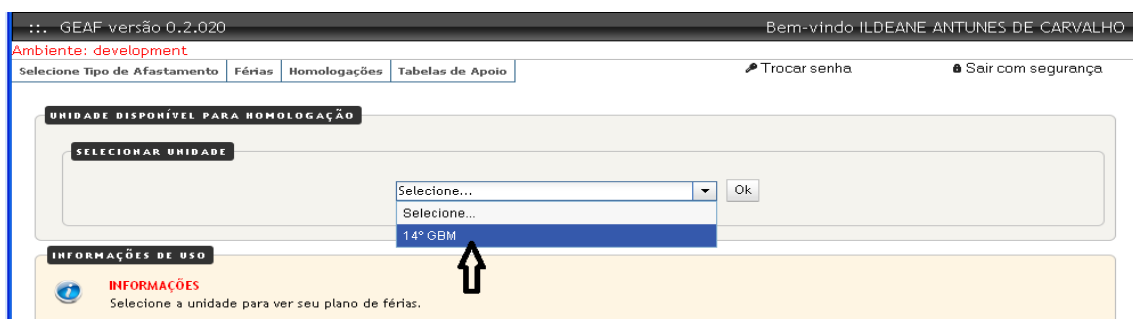 ::. GEAF versão 0.2.020 Bem-vindo ILDEANE ANTUNES DE CARVALHO
Ambiente: development
Selecione Tipo de Afastamento Férias Homologações Tabelas de Apoio Trocar senha Sair com segurança
UNIDADE DISPONÍVEL PARA HOMOLOGAÇÃO
SELECIONAR UNIDADE
Selecione... Ok
Selecione...
14º GBM
INFORMAÇÕES DE USO
INFORMAÇÕES
Selecione a unidade para ver seu plano de férias.